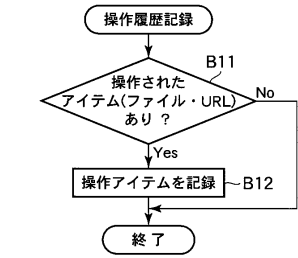 操作履歴記録
B11
操作された
アイテム(ファイル・URL)
あり？
No
Yes
操作アイテムを記録
B12
終了